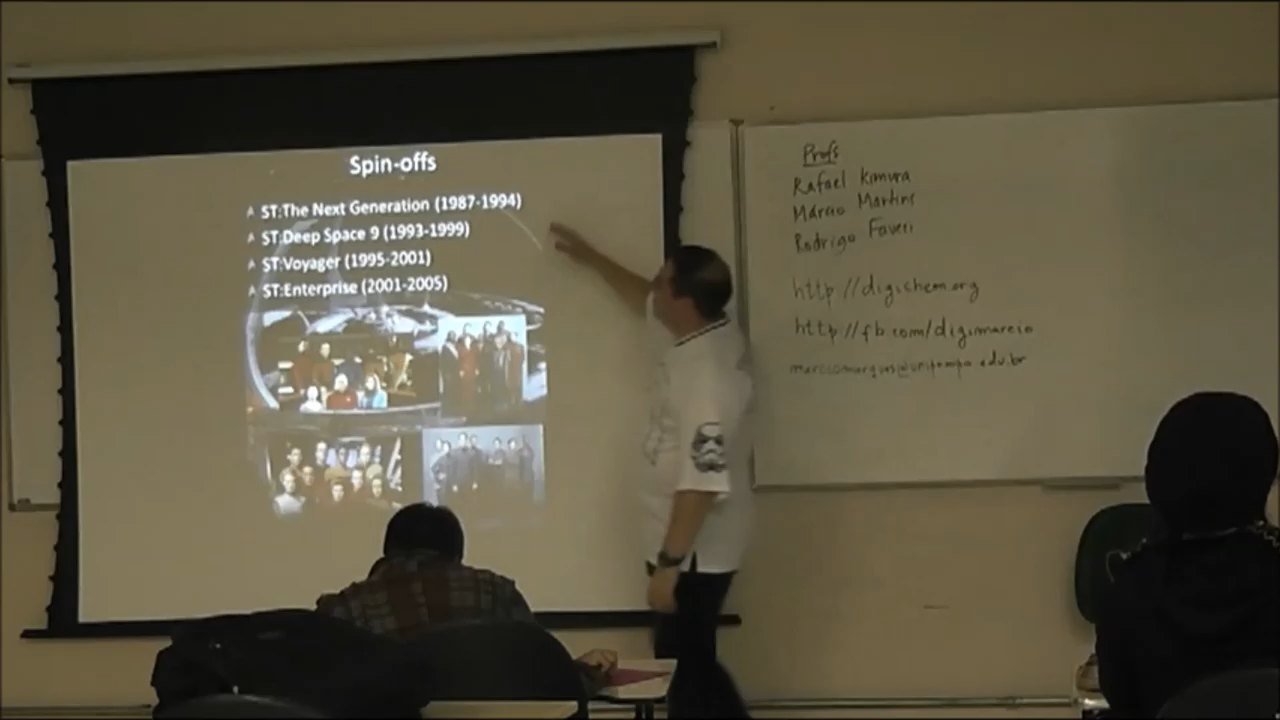 Spin-offs
ST:The Next Generation (1987-1994)
ST:Deep Space 9 (1993-1999)
ST:Voyager (1995-2001)
ST:Enterprise (2001-2005)
Profs
Rafael Kimura
Márcio Martins
Rodrigo Faveri
http://digichem.org
http://fb.com/digimarcio